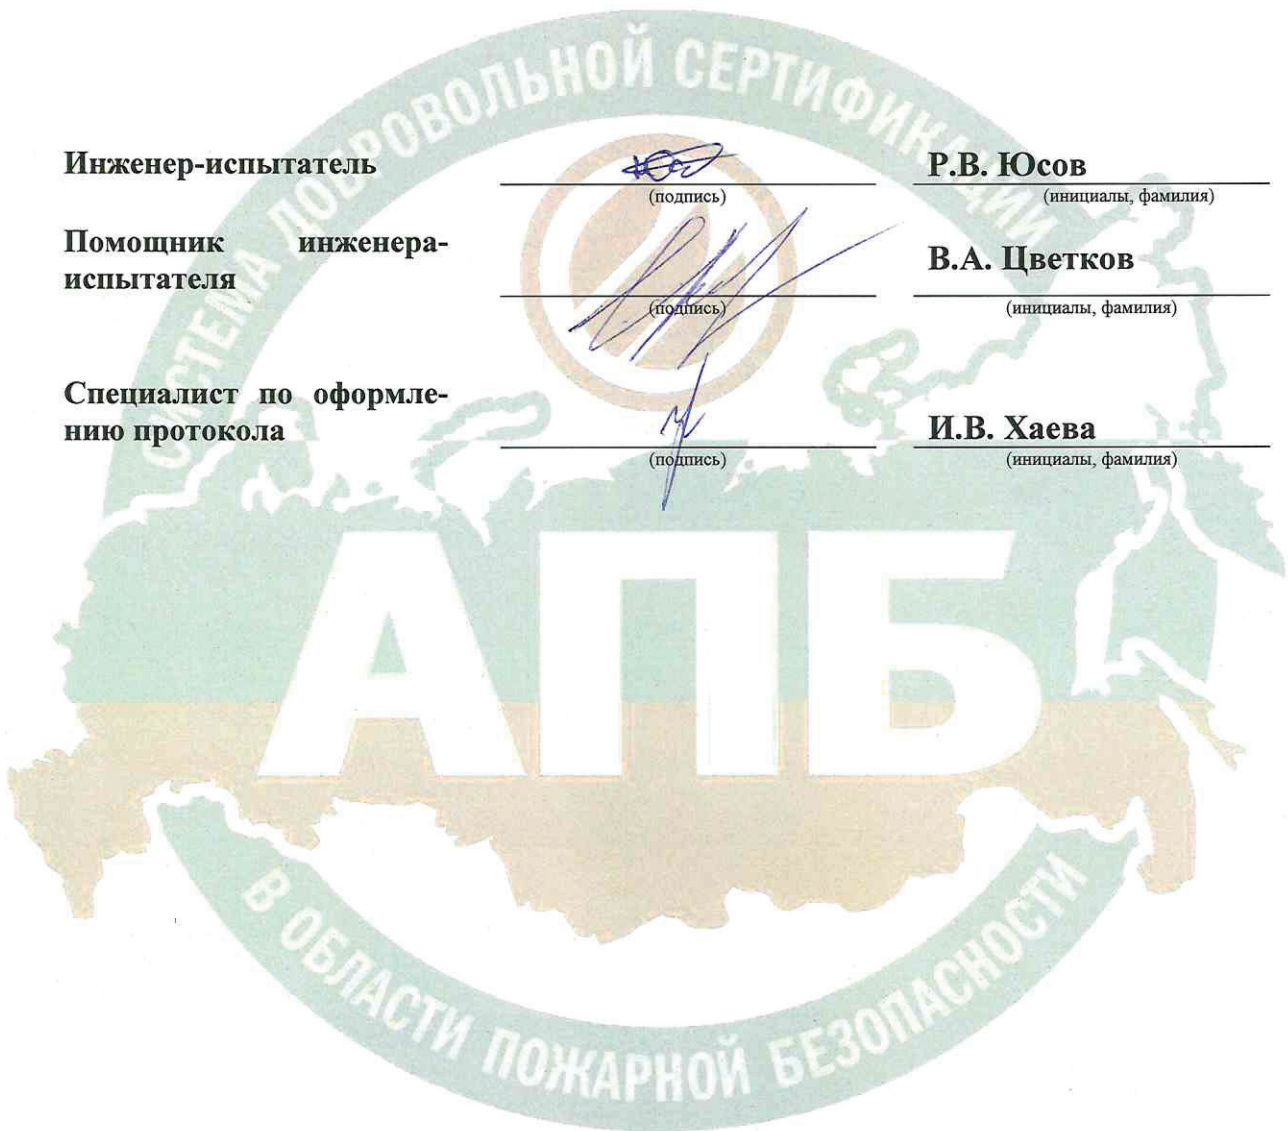 СИСТЕМА ДОБРОВОЛЬНОЙ СЕРТИФИКАЦИИ
Инженер-испытатель Р.В. Юсов
(подпись) (инициалы, фамилия)
Помощник инженера-
испытателя В.А. Цветков
(подпись) (инициалы, фамилия)
Специалист по оформле-
нию протокола И.В. Хаева
(подпись) (инициалы, фамилия)
АПБ
В ОБЛАСТИ ПОЖАРНОЙ БЕЗОПАСНОСТИ